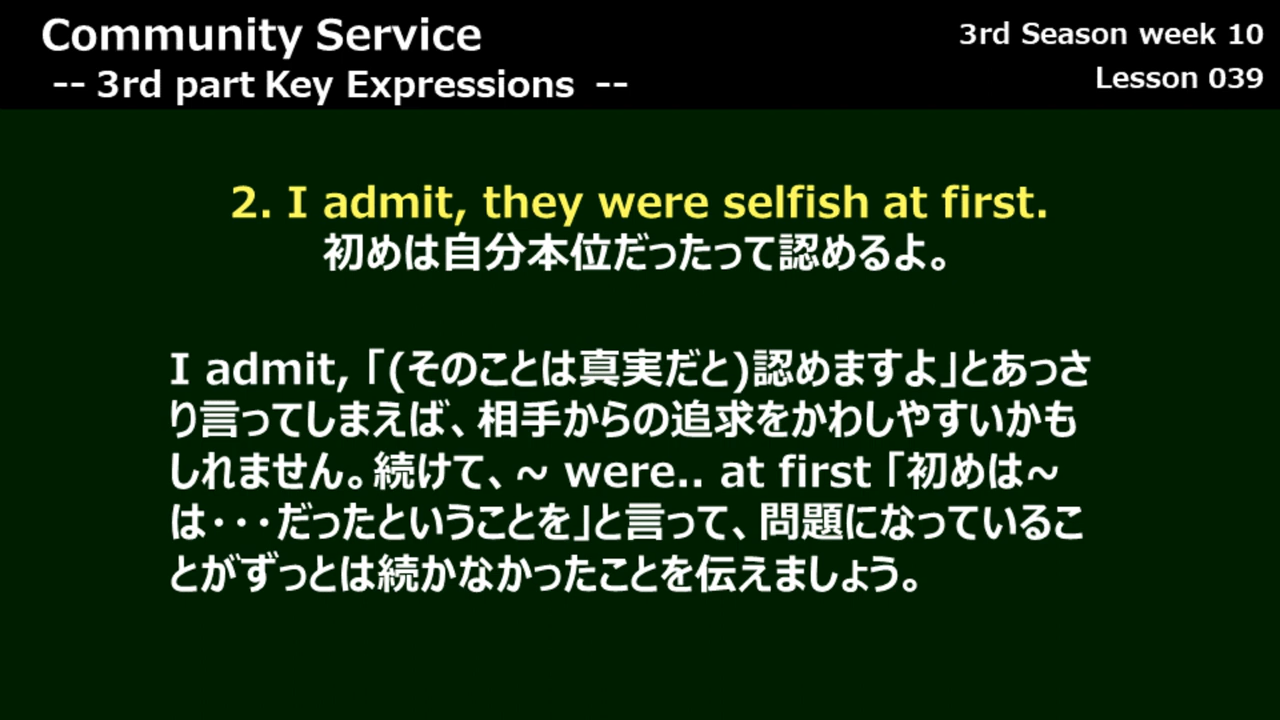 Community Service
-- 3rd part Key Expressions --
3rd Season week 10
Lesson 039
2. I admit, they were selfish at first.
初めは自分本位だったって認めるよ。
I admit, 「(そのことは真実だと)認めますよ」とあっさ
り言ってしまえば、相手からの追求をかわしやすいかも
しれません。続けて、~ were.. at first 「初めは~
は・・・だったということを」と言って、問題になっているこ
とがずっとは続かなかったことを伝えましょう。